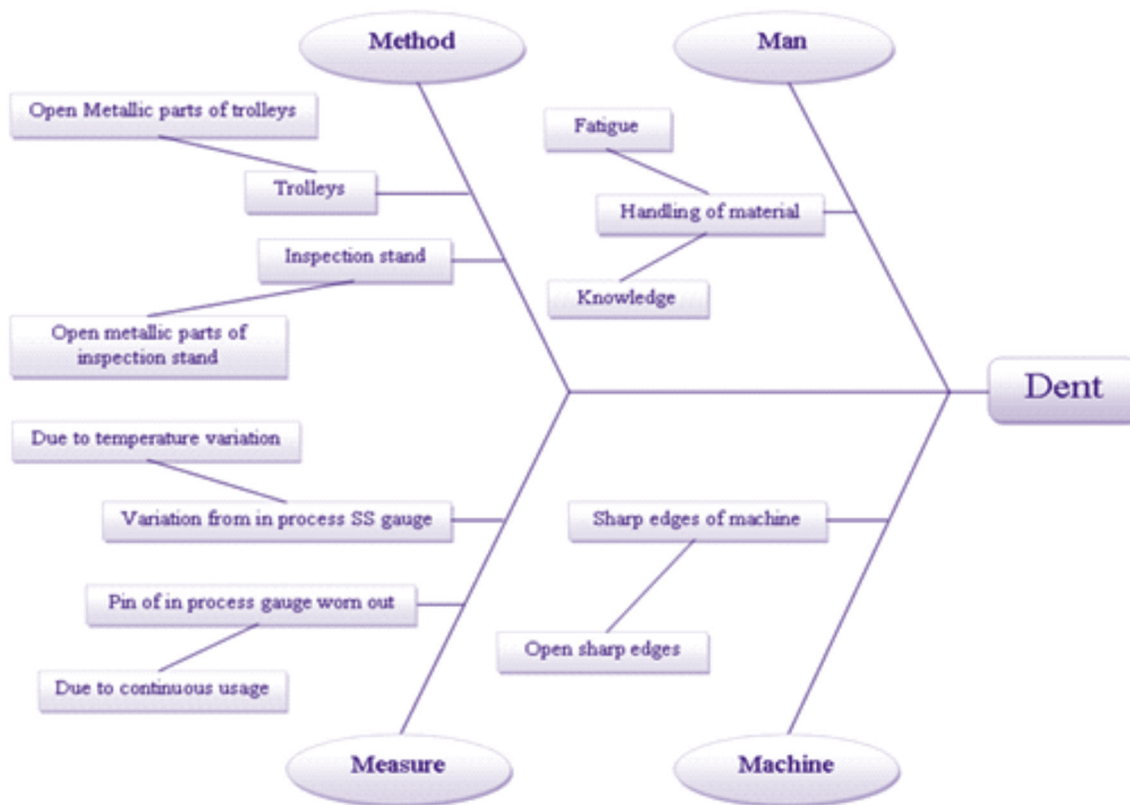 Method
Man
Open Metallic parts of trolleys
Fatigue
Trolleys
Handling of material
Inspection stand
Knowledge
Open metallic parts of
inspection stand
Dent
Due to temperature variation
Variation from in process SS gauge
Sharp edges of machine
Pin of in process gauge worn out
Open sharp edges
Due to continuous usage
Measure
Machine